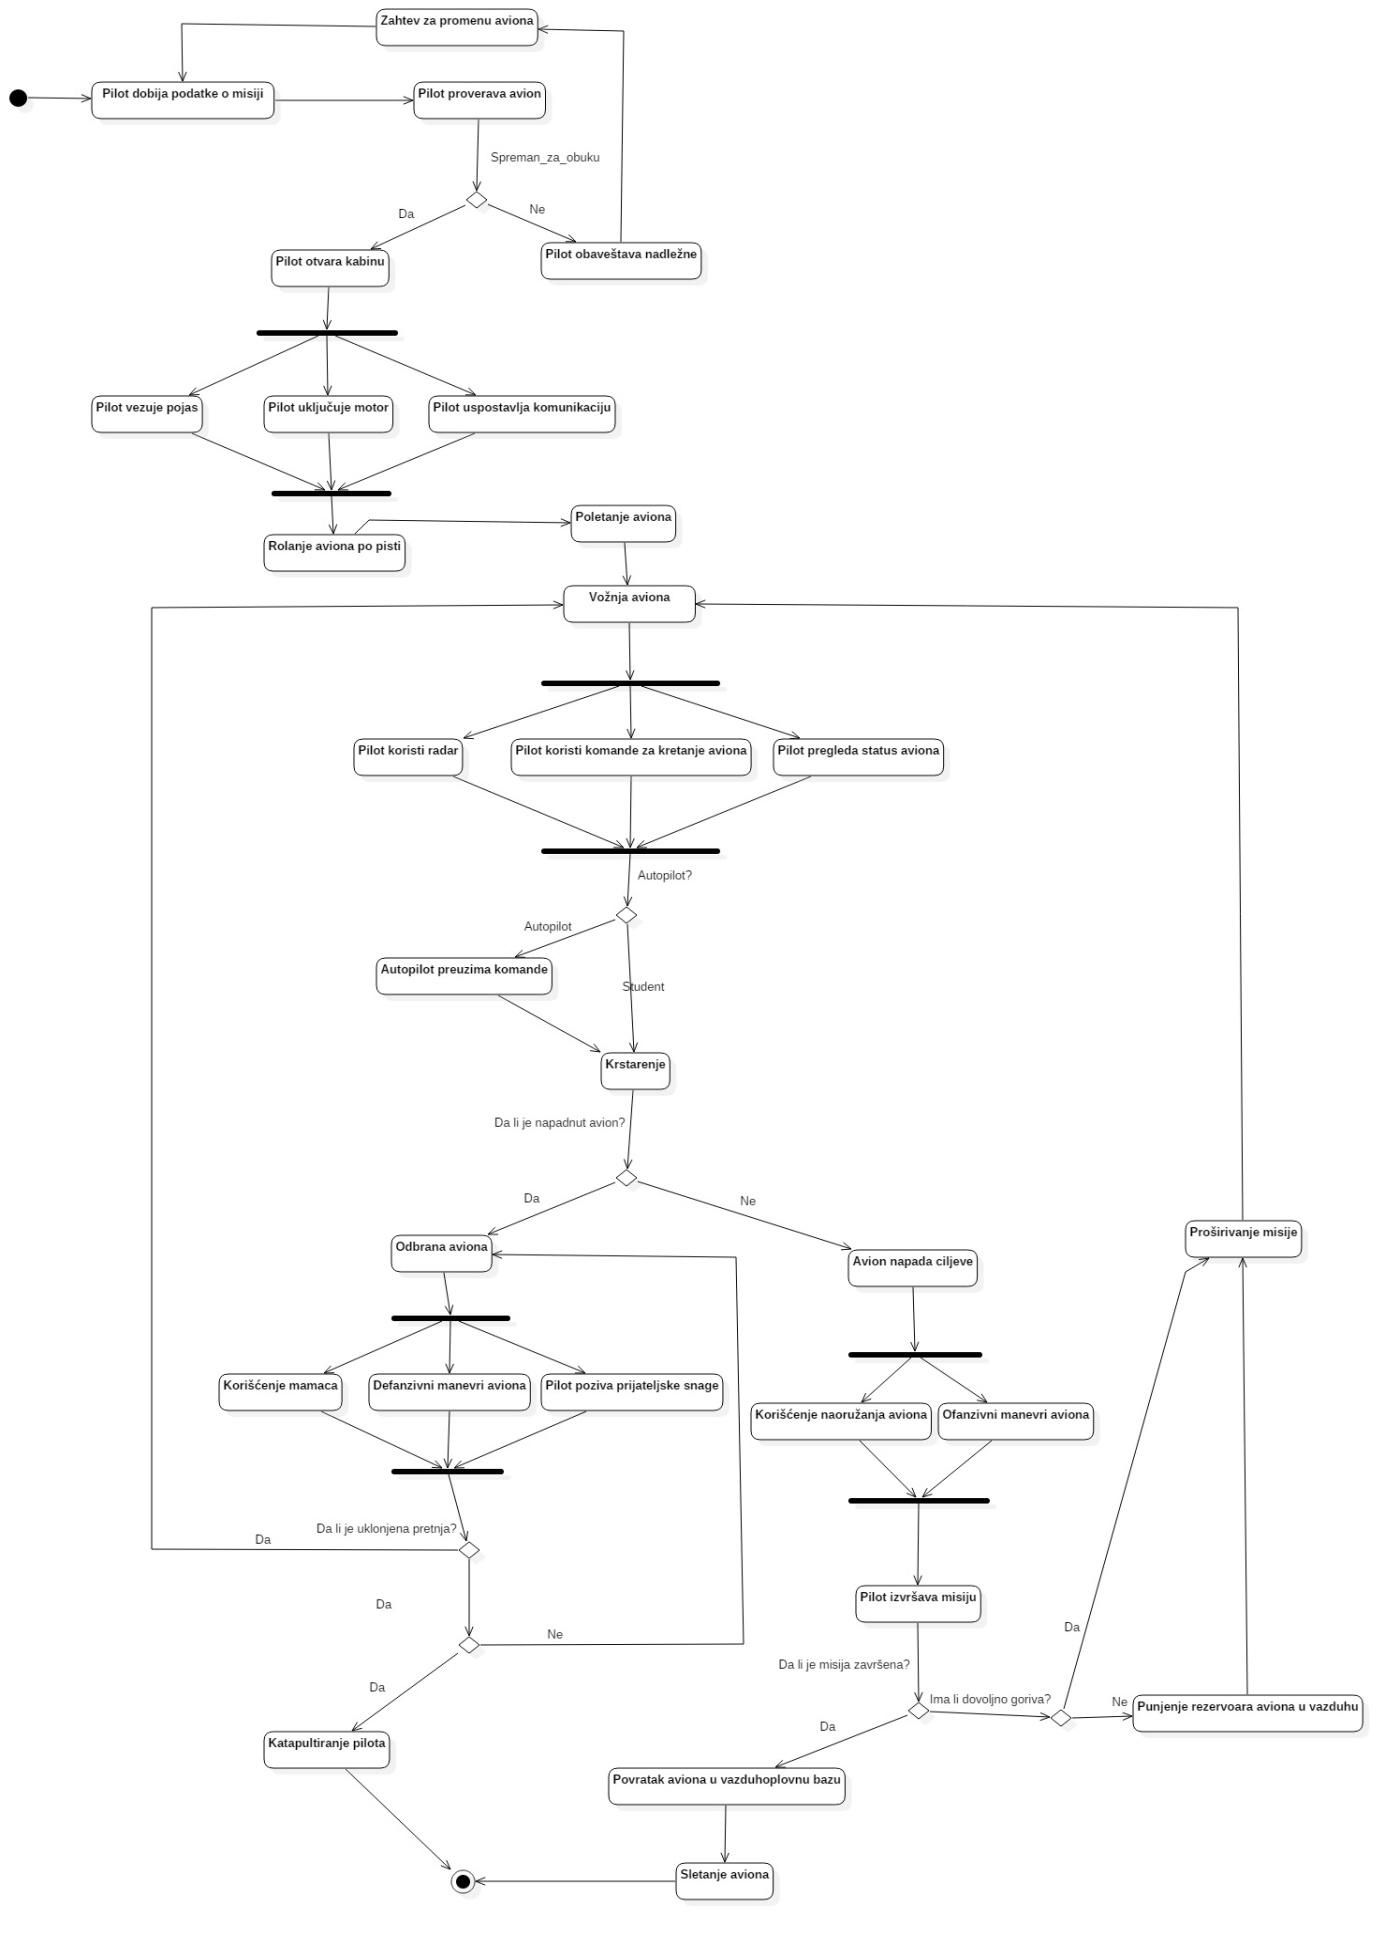 Zahtev za promenu aviona
Pilot dobija podatke o misiji
Pilot proverava avion
Spreman_za_obuku
Da
Ne
Pilot otvara kabinu
Pilot obaveštava nadležne
Pilot vezuje pojas
Pilot uključuje motor
Pilot uspostavlja komunikaciju
Poletanje aviona
Rolanje aviona po pisti
Vožnja aviona
Pilot koristi radar
Pilot koristi komande za kretanje aviona
Pilot pregleda status aviona
Autopilot?
Autopilot
Autopilot preuzima komande
Student
Krstarenje
Da li je napadnut avion?
Da
Ne
Odbrana aviona
Avion napada ciljeve
Proširivanje misije
Korišćenje mamaca
Defanzivni manevri aviona
Pilot poziva prijateljske snage
Korišćenje naoružanja aviona
Ofanzivni manevri aviona
Da li je uklonjena pretnja?
Da
Da
Ne
Pilot izvršava misiju
Da
Da li je misija završena?
Da
Ima li dovoljno goriva?
Ne
Punjenje rezervoara aviona u vazduhu
Da
Katapultiranje pilota
Povratak aviona u vazduhoplovnu bazu
Sletanje aviona